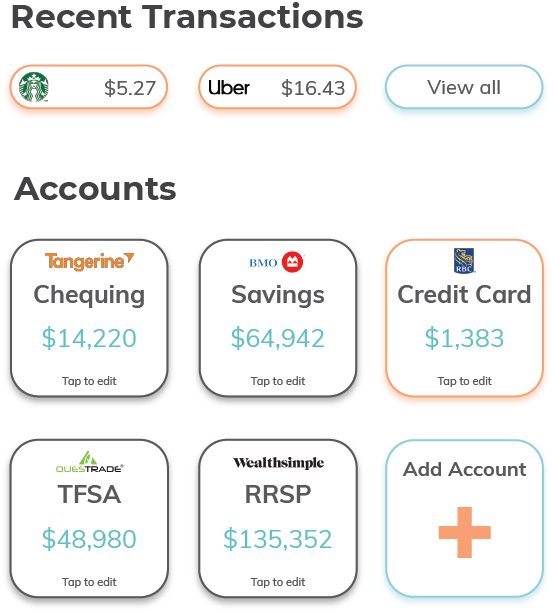 Recent Transactions
$5.27
Uber
$16.43
View all
Accounts
Tangerine
Chequing
$14,220
Tap to edit
BMO
Savings
$64,942
Tap to edit
RBC
Credit Card
$1,383
Tap to edit
QUESTRADE
TFSA
$48,980
Tap to edit
Wealthsimple
RRSP
$135,352
Tap to edit
Add Account